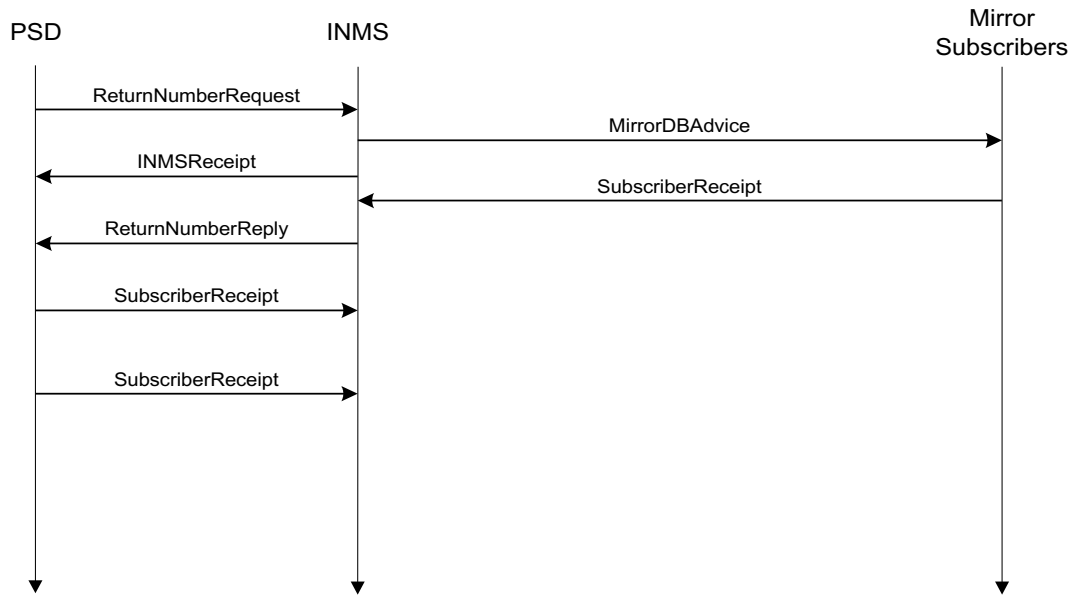 PSD
INMS
Mirror
Subscribers
ReturnNumberRequest
MirrorDBAdvice
INMSReceipt
SubscriberReceipt
ReturnNumberReply
SubscriberReceipt
SubscriberReceipt